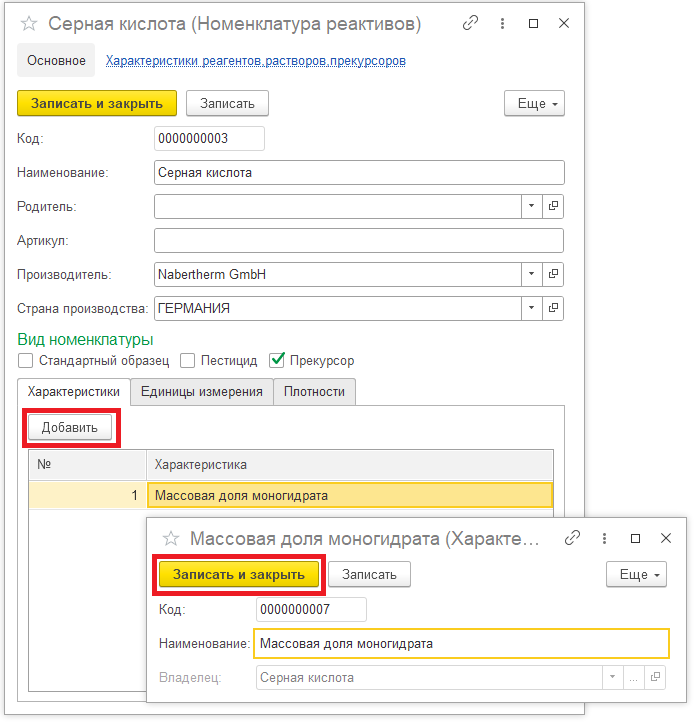 Серная кислота (Номенклатура реактивов)
Основное Характеристики реагентов,растворов,прекурсоров
Записать и закрыть Записать Еще
Код: 0000000003
Наименование: Серная кислота
Родитель:
Артикул:
Производитель: Nabertherm GmbH
Страна производства: ГЕРМАНИЯ
Вид номенклатуры
Стандартный образец Пестицид Прекурсор
Характеристики Единицы измерения Плотности
Добавить
№ Характеристика
1 Массовая доля моногидрата
Массовая доля моногидрата (Характе...
Записать и закрыть Записать Еще
Код: 0000000007
Наименование: Массовая доля моногидрата
Владелец: Серная кислота ...